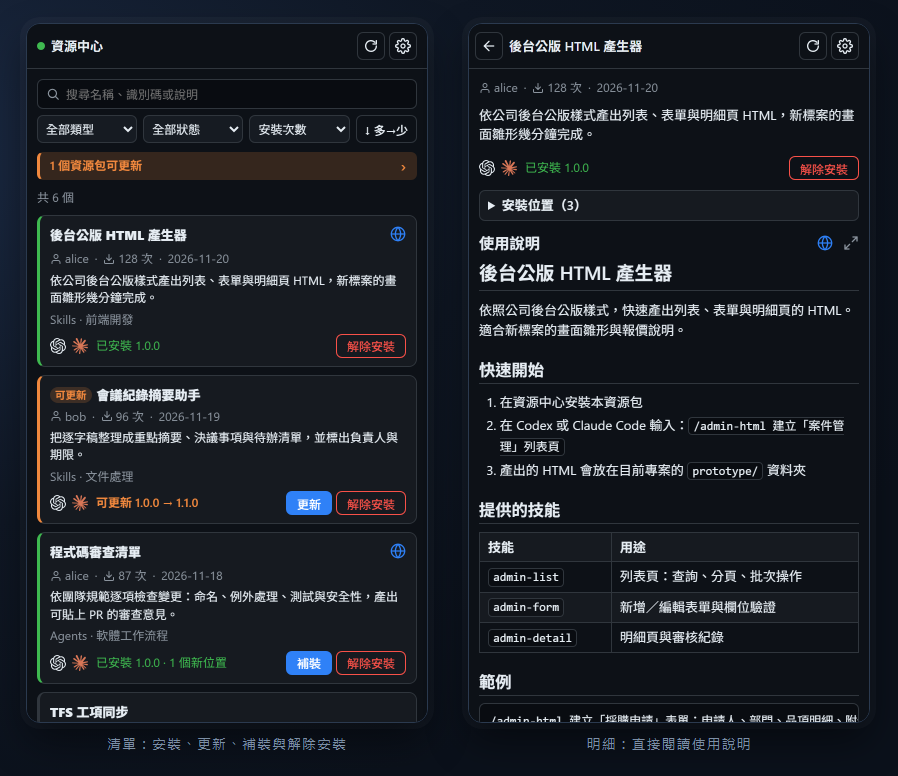 資源中心
搜尋名稱、識別碼或說明
全部類型
全部狀態
安裝次數
↓ 多→少
1 個資源包可更新
共 6 個
後台公版 HTML 產生器
alice · 128 次 · 2026-11-20
依公司後台公版樣式產出列表、表單與明細頁 HTML，新標案的畫
面雛形幾分鐘完成。
Skills · 前端開發
已安裝 1.0.0
解除安裝
可更新 會議紀錄摘要助手
bob · 96 次 · 2026-11-19
把逐字稿整理成重點摘要、決議事項與待辦清單，並標出負責人與
期限。
Skills · 文件處理
可更新 1.0.0 → 1.1.0
更新
解除安裝
程式碼審查清單
alice · 87 次 · 2026-11-18
依團隊規範逐項檢查變更：命名、例外處理、測試與安全性，產出
可貼上 PR 的審查意見。
Agents · 軟體工作流程
已安裝 1.0.0 · 1 個新位置
補裝
解除安裝
TFS 工項同步
清單：安裝、更新、補裝與解除安裝
後台公版 HTML 產生器
alice · 128 次 · 2026-11-20
依公司後台公版樣式產出列表、表單與明細頁 HTML，新標案的畫
面雛形幾分鐘完成。
已安裝 1.0.0
解除安裝
▶ 安裝位置（3）
使用說明
後台公版 HTML 產生器
依照公司後台公版樣式，快速產出列表、表單與明細頁的 HTML。
適合新標案的畫面雛形與報價說明。
快速開始
1. 在資源中心安裝本資源包
2. 在 Codex 或 Claude Code 輸入：/admin-html 建立「案件管
理」列表頁
3. 產出的 HTML 會放在目前專案的 prototype/ 資料夾
提供的技能
技能 用途
admin-list 列表頁：查詢、分頁、批次操作
admin-form 新增／編輯表單與欄位驗證
admin-detail 明細頁與審核紀錄
範例
/admin-html 建立「採購申請」表單：申請人、部門、品項明細、附
明細：直接閱讀使用說明